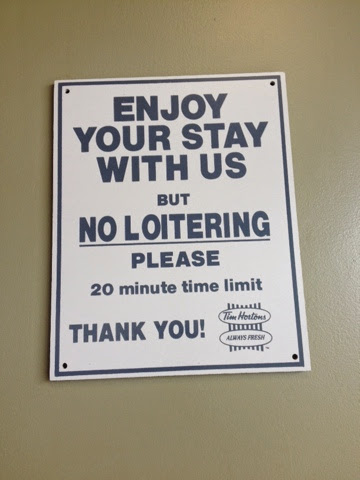 ENJOY
YOUR STAY
WITH US
BUT
NO LOITERING
PLEASE
20 minute time limit
THANK YOU!
Tim Hortons
ALWAYS FRESH